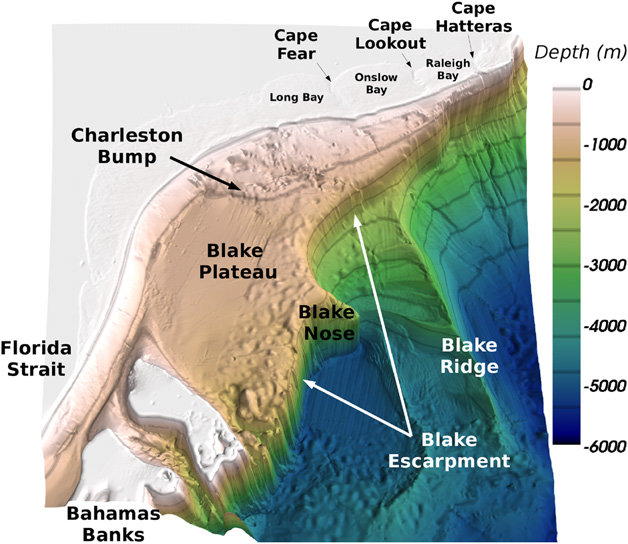 Cape
Hatteras
Cape
Lookout
Cape
Fear
Raleigh
Bay
Onslow
Bay
Long Bay
Depth (m)
0
-1000
-2000
-3000
-4000
-5000
-6000
Charleston
Bump
Blake
Plateau
Blake
Nose
Blake
Ridge
Florida
Strait
Blake
Escarpment
Bahamas
Banks